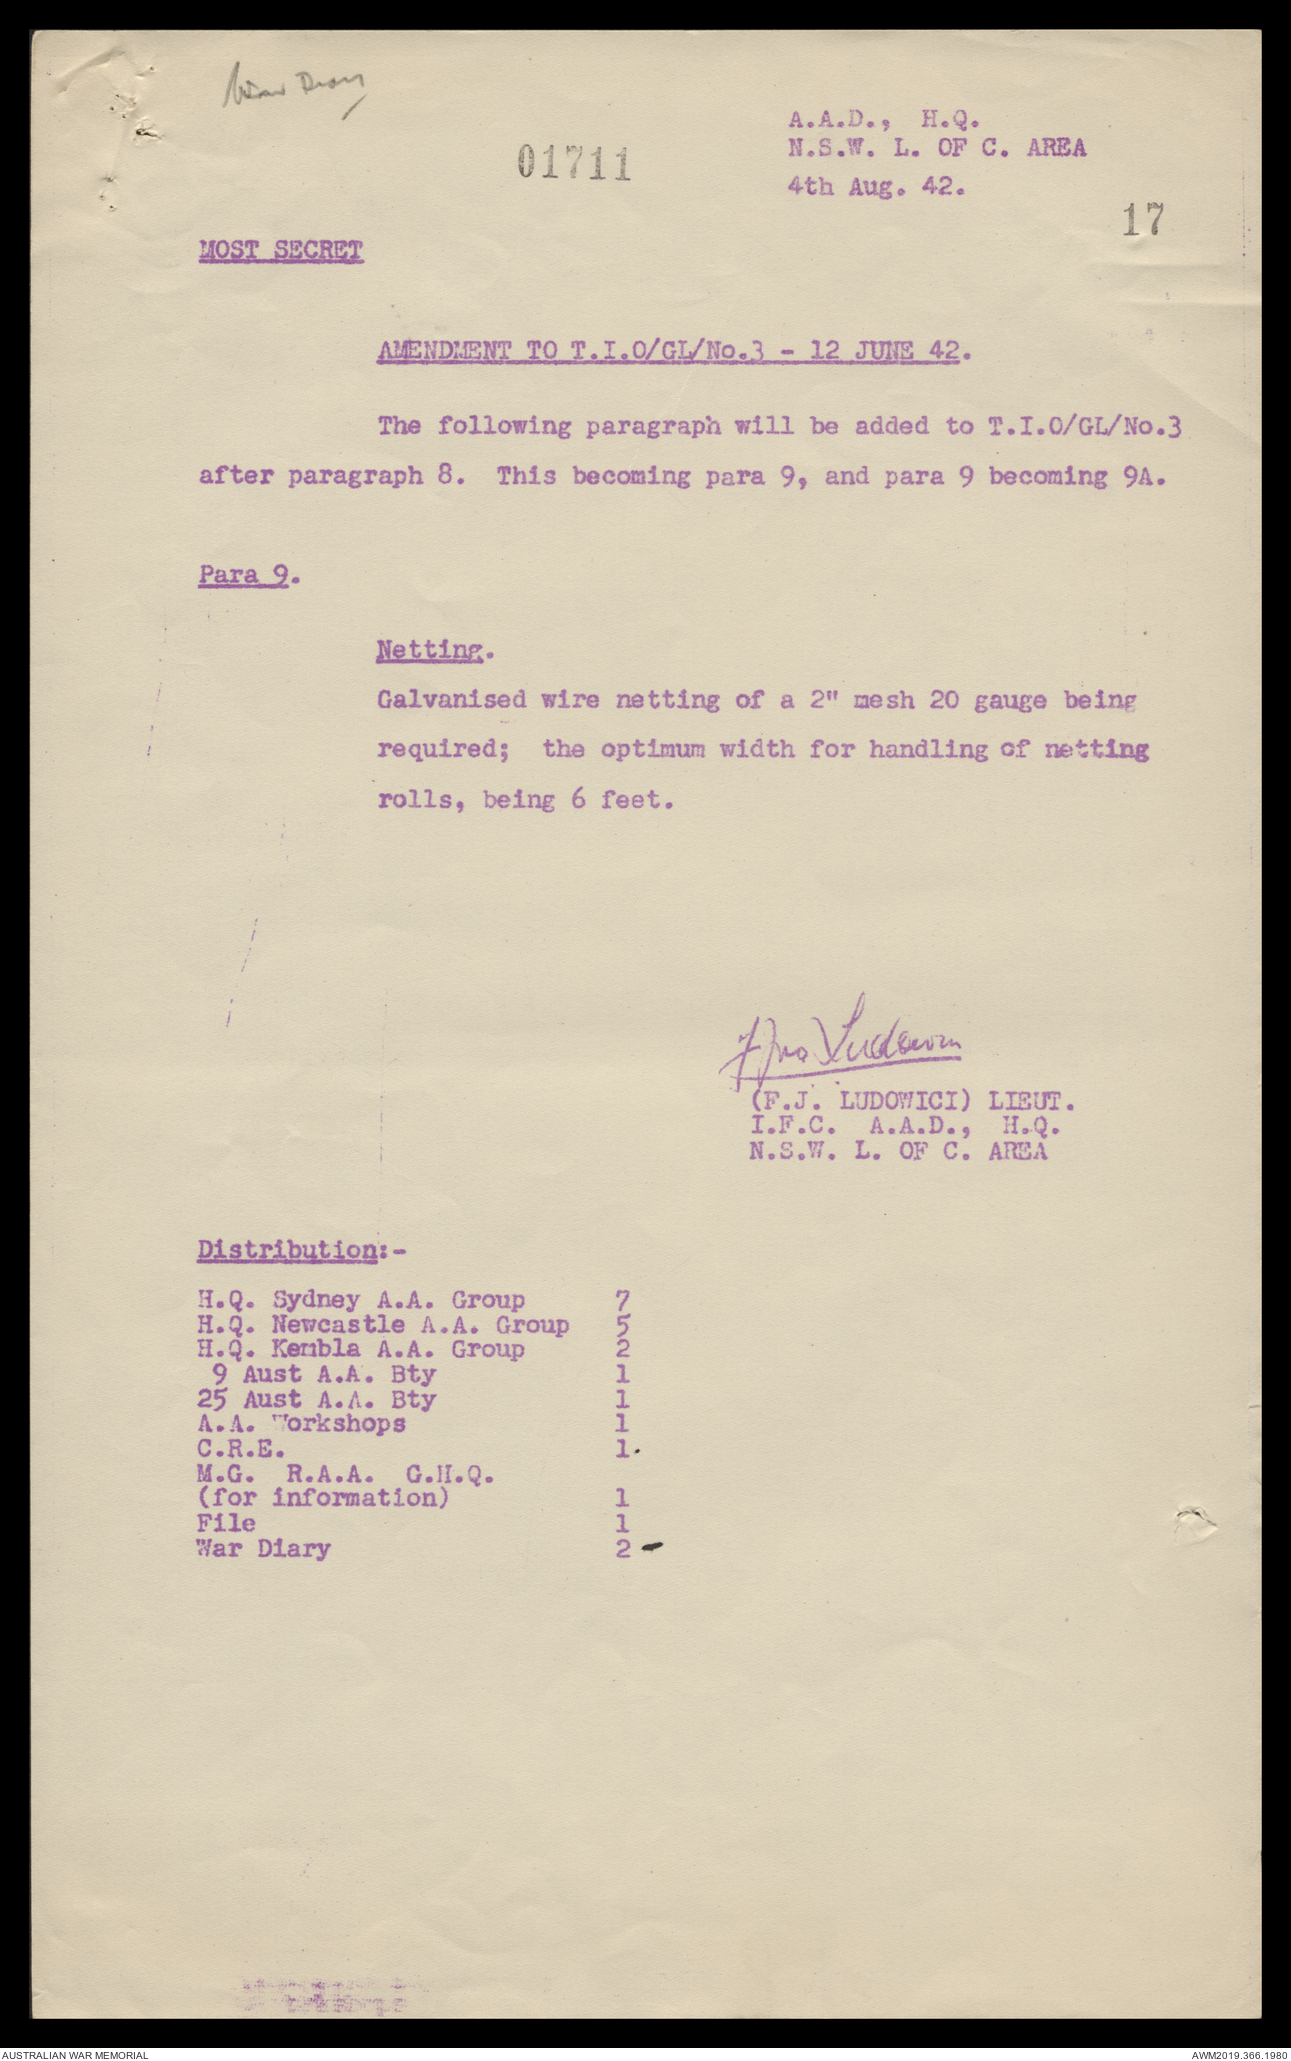 War Diary
A.A.D., H.Q.
N.S.W. L. OF C. AREA
01711
4th Aug. 42.
17
MOST SECRET
AMENDMENT TO T.I.O/GL/No.3 - 12 JUNE 42.
The following paragraph will be added to T.I.O/GL/No.3
after paragraph 8. This becoming para 9, and para 9 becoming 9A.
Para 9.
Netting.
Galvanised wire netting of a 2" mesh 20 gauge being
required; the optimum width for handling of netting
rolls, being 6 feet.
Ludowici
(F.J. LUDOWICI) LIEUT.
I.F.C. A.A.D., H.Q.
N.S.W. L. OF C. AREA
Distribution:-
H.Q. Sydney A.A. Group 7
H.Q. Newcastle A.A. Group 5
H.Q. Kembla A.A. Group 2
9 Aust A.A. Bty 1
25 Aust A.A. Bty 1
A.A. Workshops 1
C.R.E. 1.
M.G. R.A.A. G.H.Q.
(for information) 1
File 1
War Diary 2 -
AUSTRALIAN WAR MEMORIAL
AWM2019.366.1980